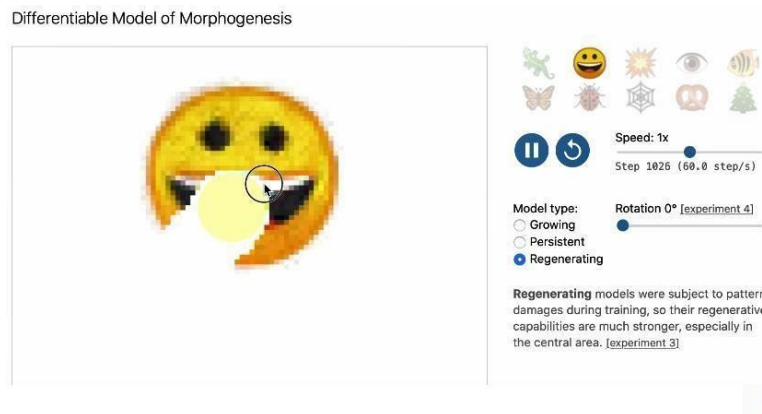 Differentiable Model of Morphogenesis
Speed: 1x
Step 1026 (60.0 step/s)
Model type:
Rotation 0° [experiment 4]
Growing
Persistent
Regenerating
Regenerating models were subject to
damages during training, so their
capabilities are much stronger, especially in
the central area. [experiment 3]